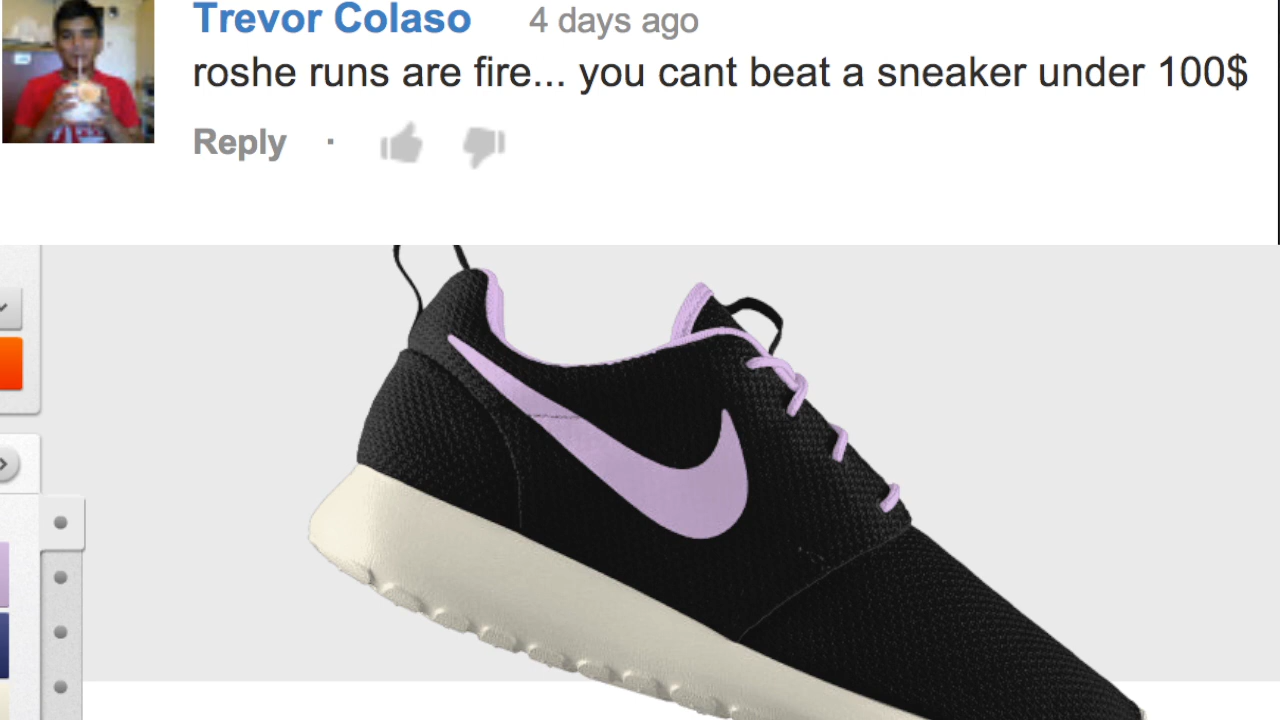 Trevor Colaso 4 days ago
roshe runs are fire... you cant beat a sneaker under 100$
Reply ·